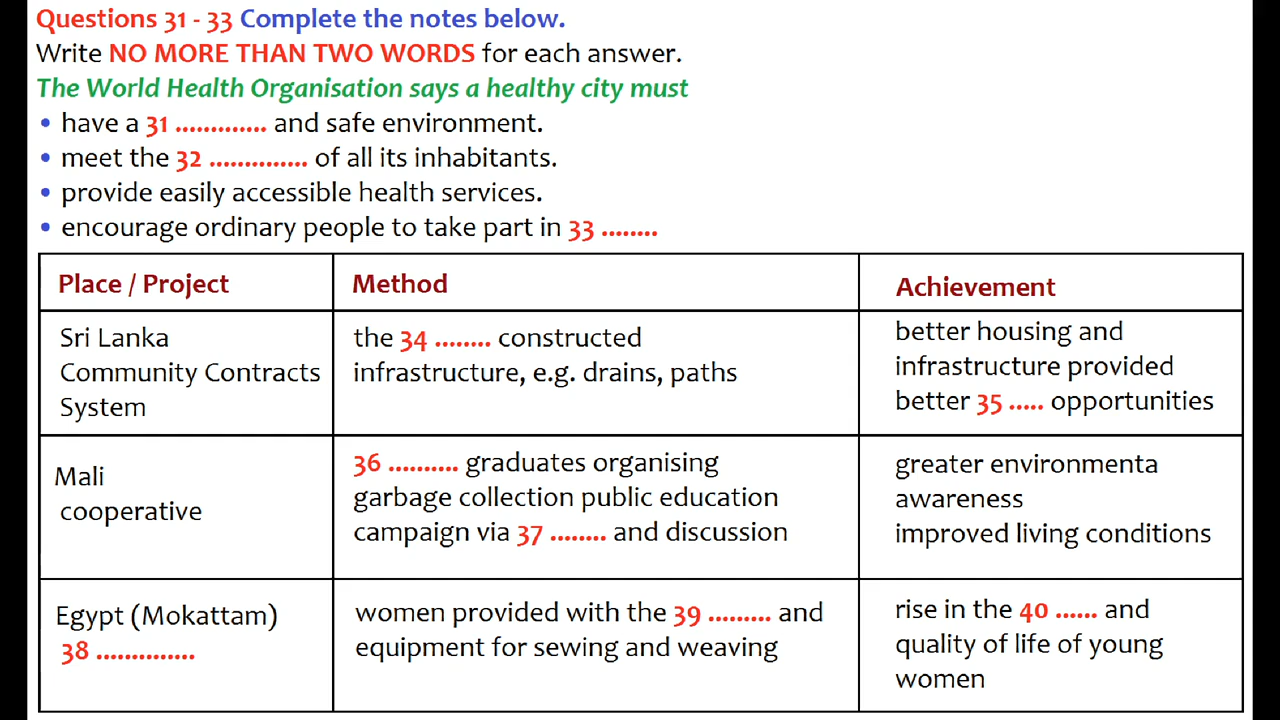 Questions 31 - 33 Complete the notes below.
Write NO MORE THAN TWO WORDS for each answer.
The World Health Organisation says a healthy city must
• have a 31 ............. and safe environment.
• meet the 32 .............. of all its inhabitants.
• provide easily accessible health services.
• encourage ordinary people to take part in 33 ........
Place / Project
Method
Achievement
Sri Lanka
Community Contracts
System
the 34 ........ constructed
infrastructure, e.g. drains, paths
better housing and
infrastructure provided
better 35 ..... opportunities
Mali
cooperative
36 .......... graduates organising
garbage collection public education
campaign via 37 ........ and discussion
greater environmenta
awareness
improved living conditions
Egypt (Mokattam)
38 ..............
women provided with the 39 ......... and
equipment for sewing and weaving
rise in the 40 ...... and
quality of life of young
women